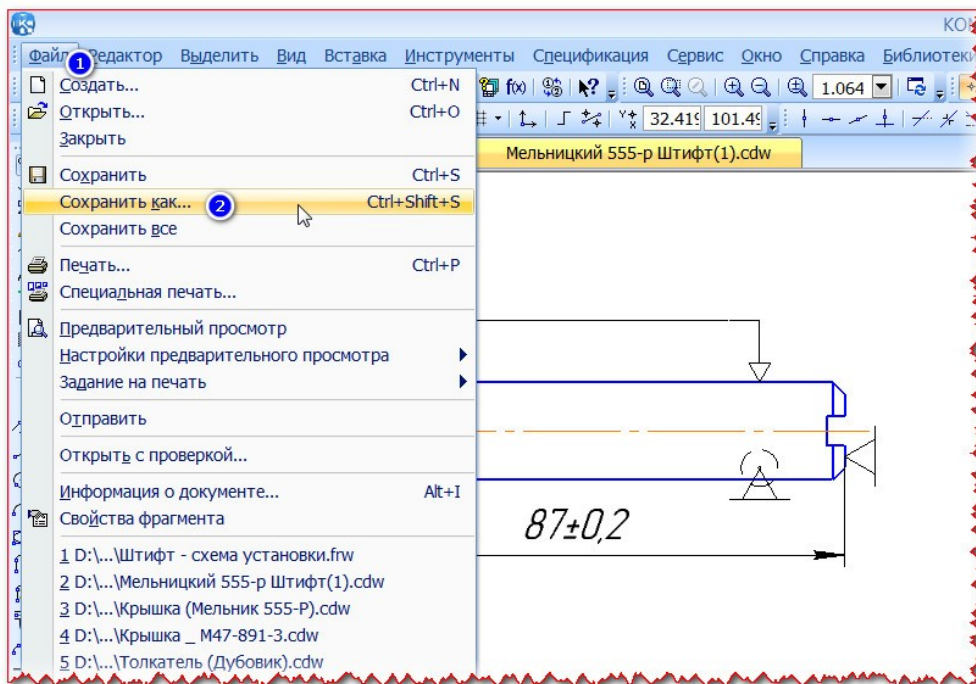 КОМ
Файл Редактор Выделить Вид Вставка Инструменты Спецификация Сервис Окно Справка Библиотеки
1
Создать... Ctrl+N
f(x) 1.064
Открыть... Ctrl+O
32.419 101.49
Закрыть
Мельницкий 555-р Штифт(1).cdw
Сохранить Ctrl+S
Сохранить как... 2 Ctrl+Shift+S
Сохранить все
Печать... Ctrl+P
Специальная печать...
Предварительный просмотр
Настройки предварительного просмотра
Задание на печать
Отправить
Открыть с проверкой...
Информация о документе... Alt+I
Свойства фрагмента
87±0,2
1 D:\...\Штифт - схема установки.frw
2 D:\...\Мельницкий 555-р Штифт(1).cdw
3 D:\...\Крышка (Мельник 555-Р).cdw
4 D:\...\Крышка _ М47-891-3.cdw
5 D:\...\Толкатель (Дубовик).cdw